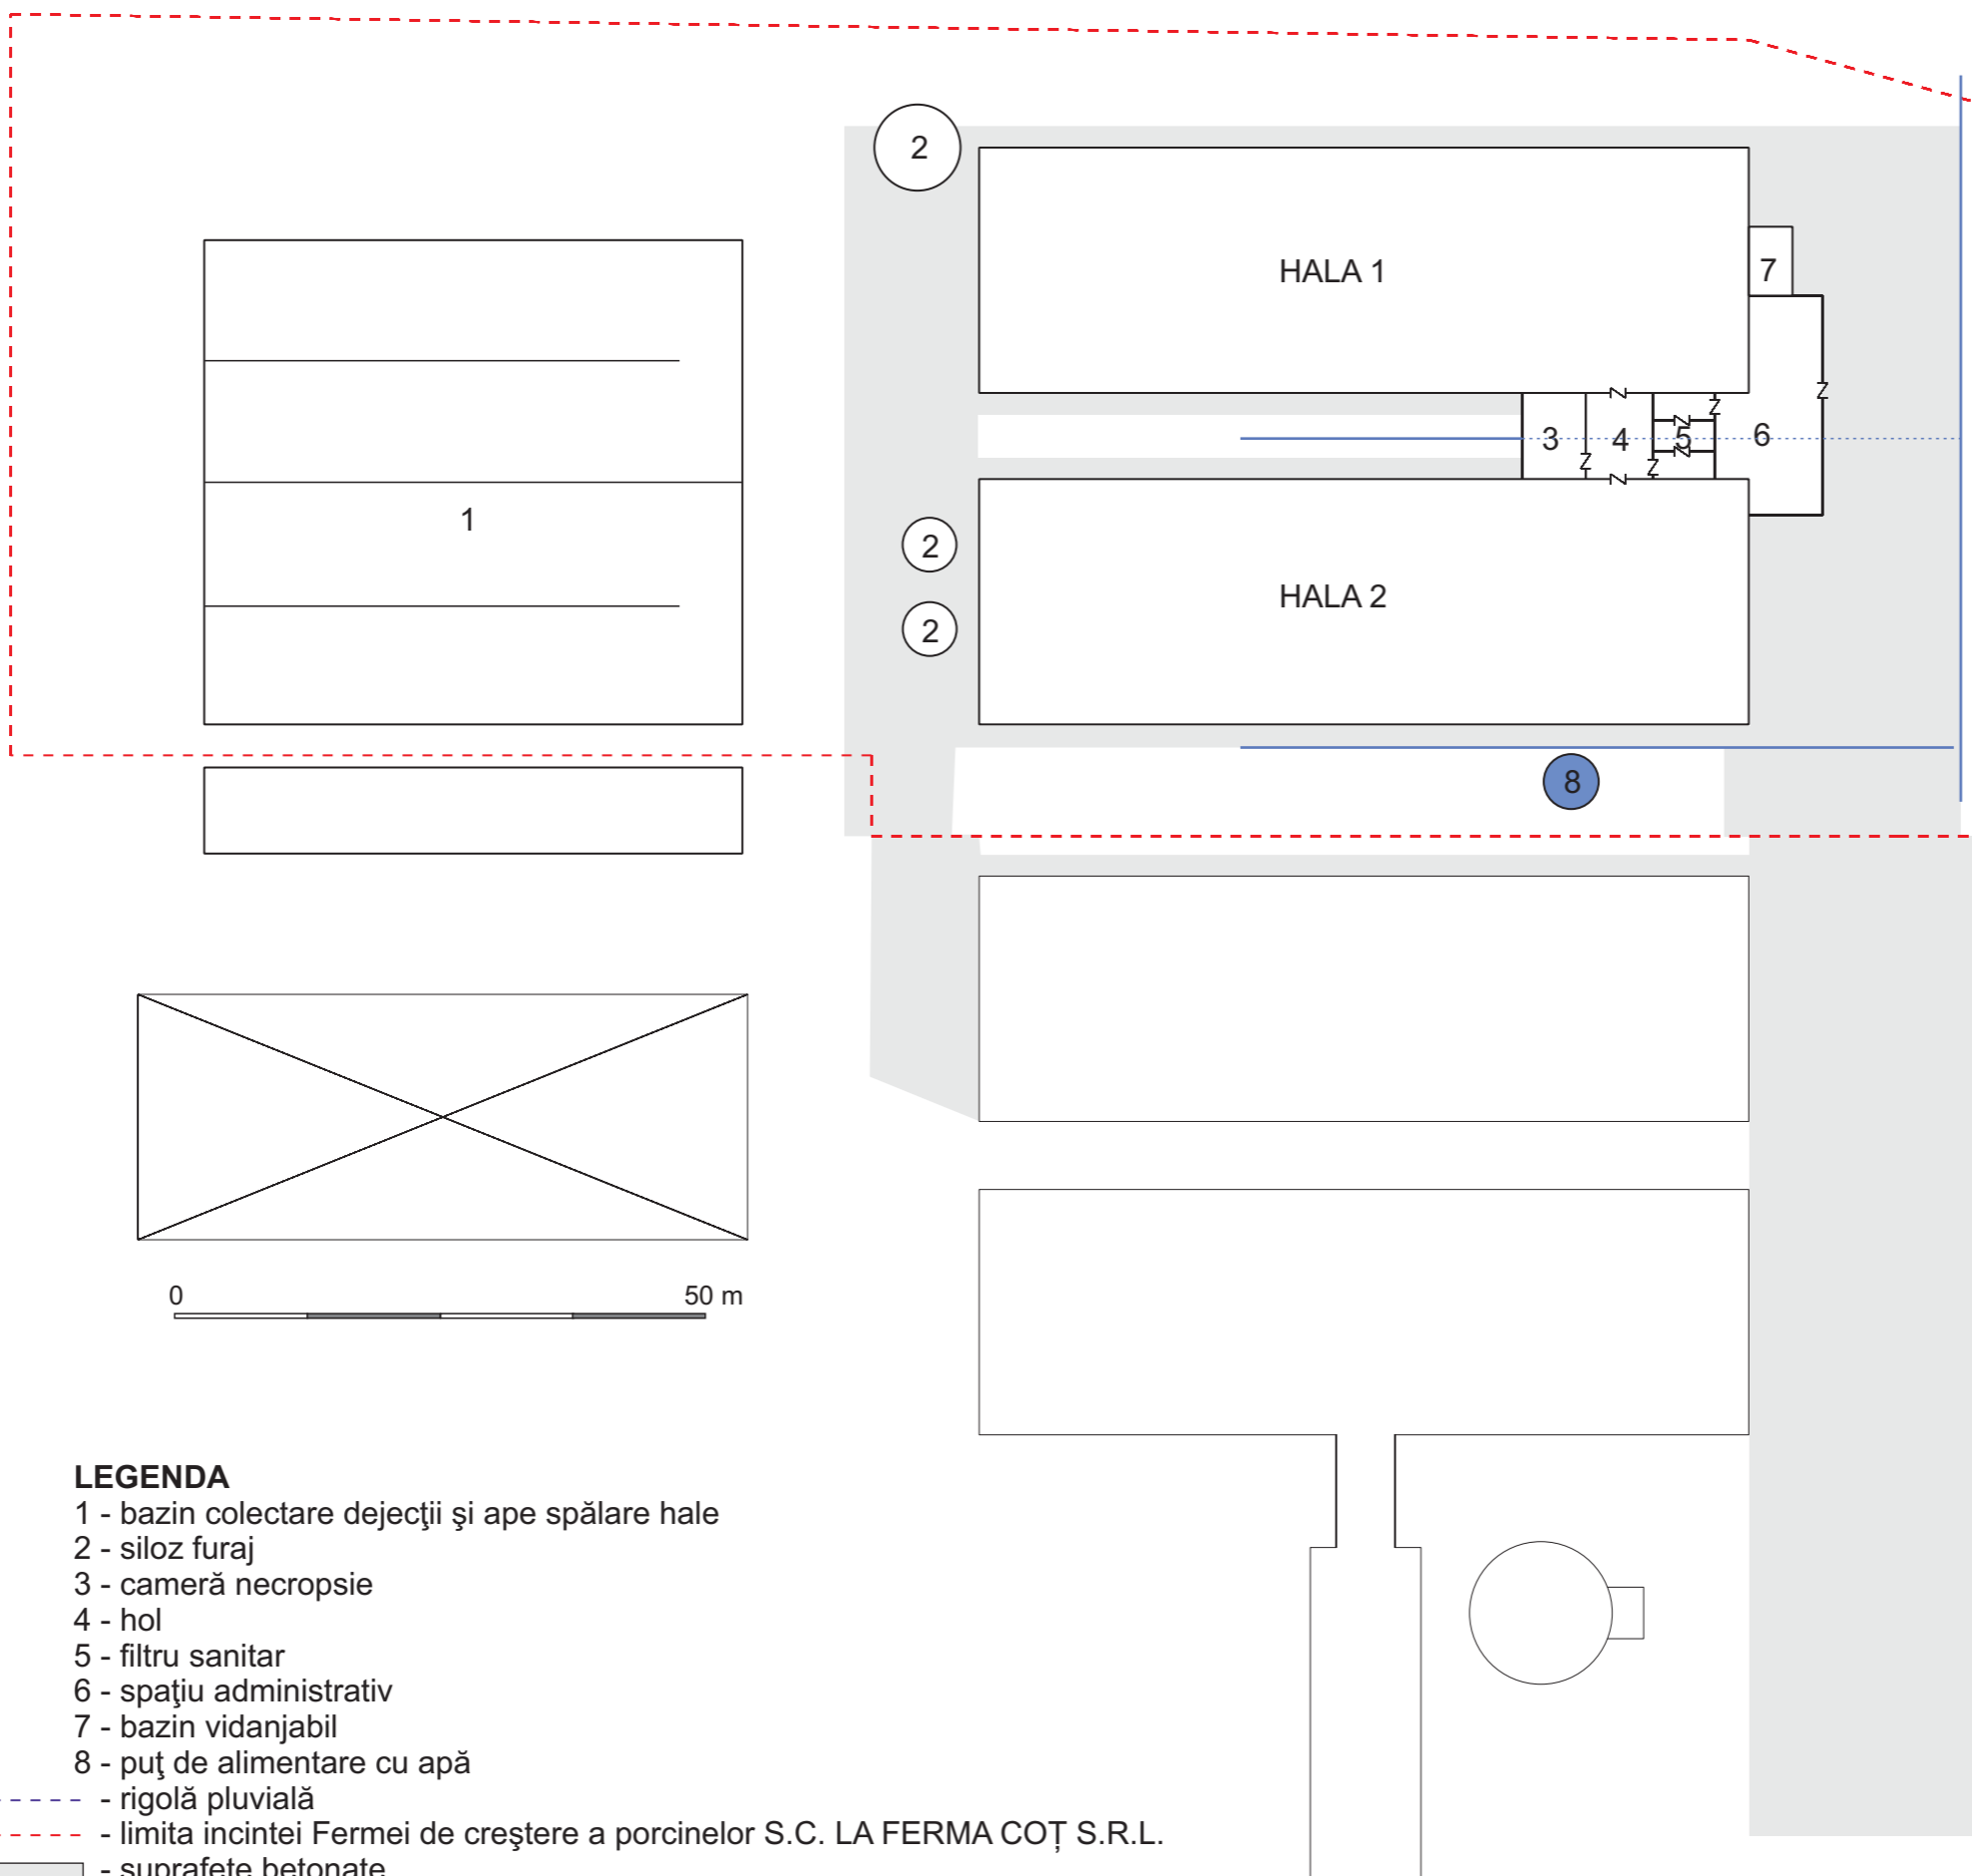 2
HALA 1
7
3
4
5
6
1
2
HALA 2
2
8
0 50 m
LEGENDA
1 - bazin colectare dejecţii şi ape spălare hale
2 - siloz furaj
3 - cameră necropsie
4 - hol
5 - filtru sanitar
6 - spaţiu administrativ
7 - bazin vidanjabil
8 - puţ de alimentare cu apă
- rigolă pluvială
- limita incintei Fermei de creştere a porcinelor S.C. LA FERMA COȚ S.R.L.
- suprafeţe betonate